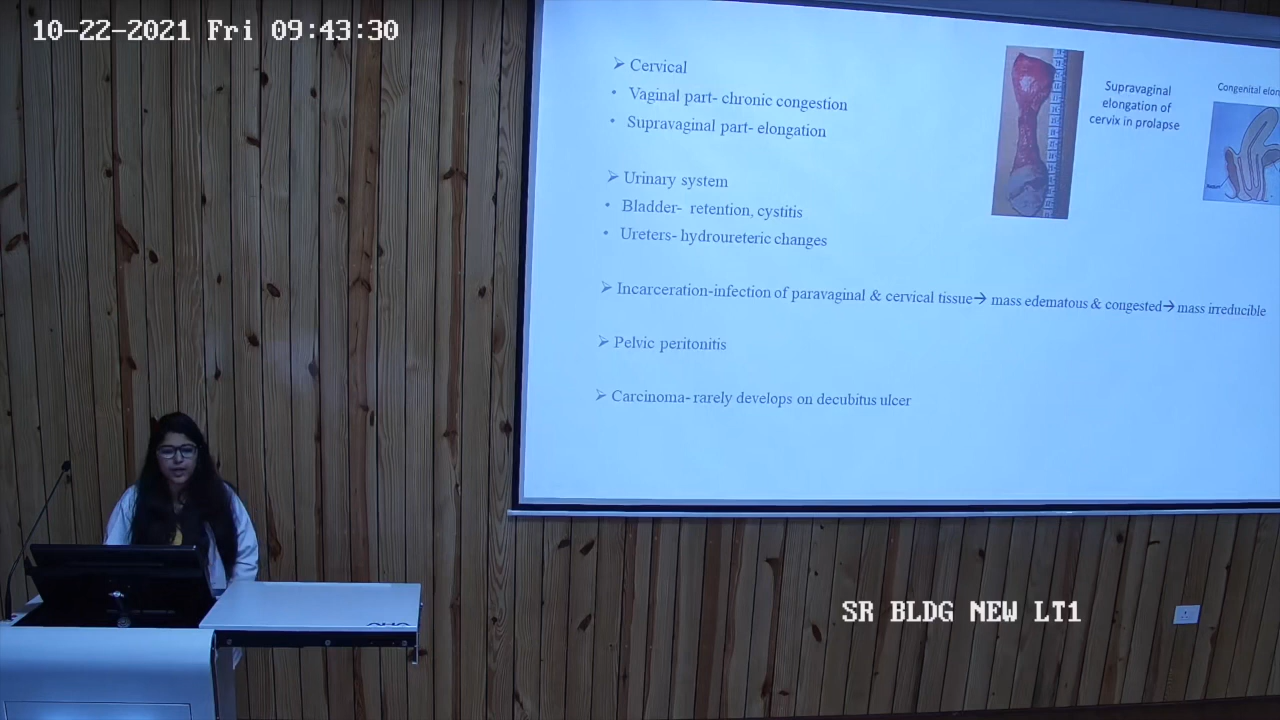 10-22-2021 Fri 09:43:30
➢ Cervical
• Vaginal part- chronic congestion
• Supravaginal part- elongation
➢ Urinary system
• Bladder- retention, cystitis
• Ureters- hydroureteric changes
➢ Incarceration-infection of paravaginal & cervical tissue→ mass edematous & congested→ mass irreducible
➢ Pelvic peritonitis
➢ Carcinoma- rarely develops on decubitus ulcer
Supravaginal
elongation of
cervix in prolapse
Congenital
SR BLDG NEW LT1